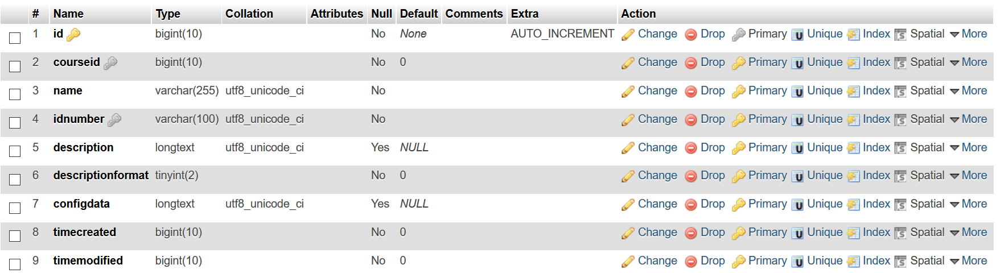 # Name Type Collation Attributes Null Default Comments Extra Action
1 id bigint(10) No None AUTO_INCREMENT Change Drop Primary Unique Index Spatial More
2 courseid bigint(10) No 0 Change Drop Primary Unique Index Spatial More
3 name varchar(255) utf8_unicode_ci No Change Drop Primary Unique Index Spatial More
4 idnumber varchar(100) utf8_unicode_ci No Change Drop Primary Unique Index Spatial More
5 description longtext utf8_unicode_ci Yes NULL Change Drop Primary Unique Index Spatial More
6 descriptionformat tinyint(2) No 0 Change Drop Primary Unique Index Spatial More
7 configdata longtext utf8_unicode_ci Yes NULL Change Drop Primary Unique Index Spatial More
8 timecreated bigint(10) No 0 Change Drop Primary Unique Index Spatial More
9 timemodified bigint(10) No 0 Change Drop Primary Unique Index Spatial More